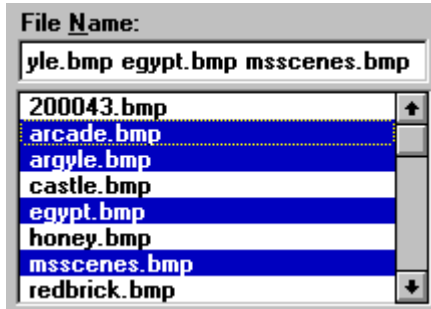 File Name:
yle.bmp egypt.bmp msscenes.bmp
200043.bmp
arcade.bmp
argyle.bmp
castle.bmp
egypt.bmp
honey.bmp
msscenes.bmp
redbrick.bmp